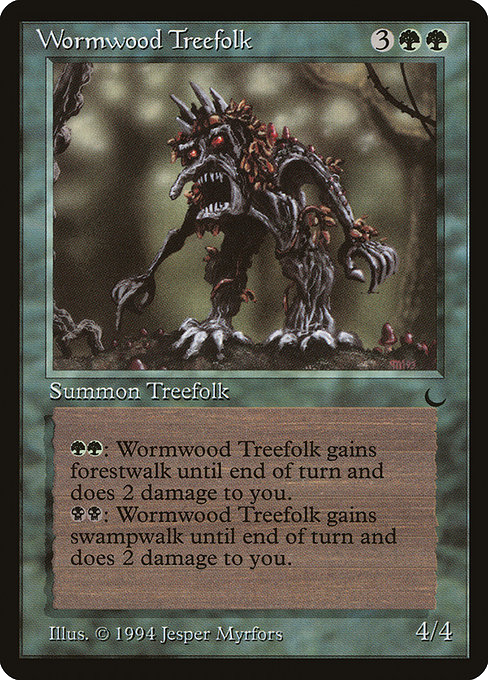 Wormwood Treefolk 3
Summon Treefolk
: Wormwood Treefolk gains
forestwalk until end of turn and
does 2 damage to you.
: Wormwood Treefolk gains
swampwalk until end of turn and
does 2 damage to you.
Illus. © 1994 Jesper Myrfors 4/4